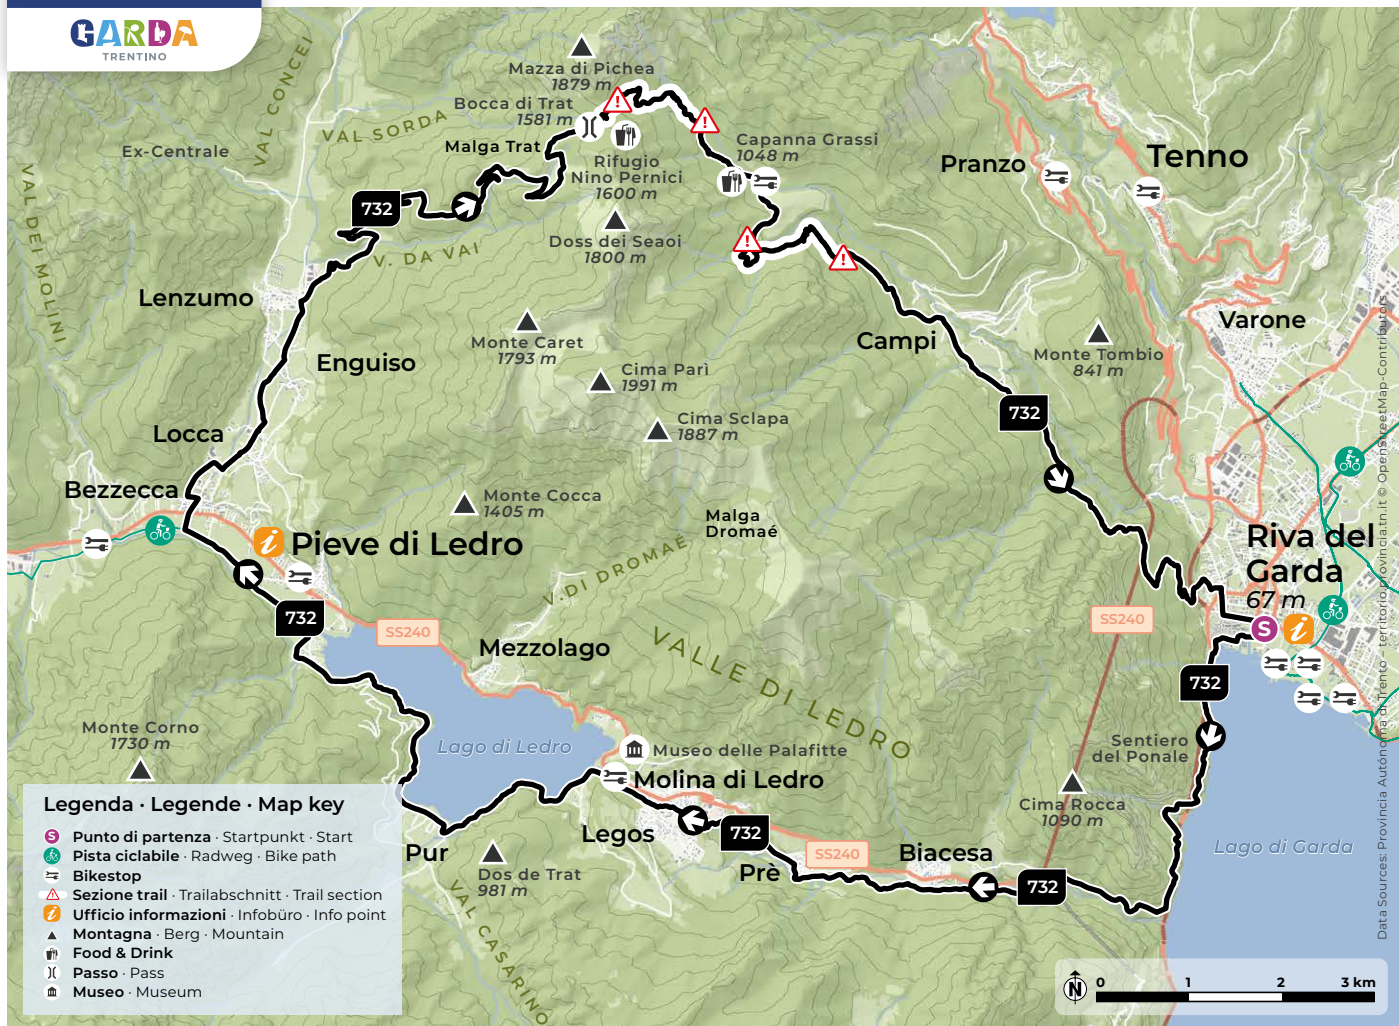 GARDA
TRENTINO
VAL CONCEI
VAL SORDA
Ex-Centrale
VAL DEI MOLINI
Mazza di Pichea
1879 m
Bocca di Trat
1581 m
Malga Trat
Rifugio
Nino Pernici
1600 m
Capanna Grassi
1048 m
Pranzo
Tenno
732
V. DA VAI
Doss dei Seaoi
1800 m
Lenzumo
Enguiso
Monte Caret
1793 m
Cima Parì
1991 m
Cima Sclapa
1887 m
Campi
Monte Tombio
841 m
Varone
732
Locca
Bezzecca
Monte Cocca
1405 m
Malga
Dromaé
Pieve di Ledro
V. DI DROMAÉ
Riva del
Garda
67 m
S
732
SS240
SS240
Mezzolago
VALLE DI LEDRO
732
Monte Corno
1730 m
Lago di Ledro
Museo delle Palafitte
Molina di Ledro
Sentiero
del Ponale
Cima Rocca
1090 m
Legos
732
SS240
Biacesa
Prè
732
Pur
Dos de Trat
981 m
VAL CASARINO
Lago di Garda
Legenda · Legende · Map key
S Punto di partenza · Startpunkt · Start
Pista ciclabile · Radweg · Bike path
Bikestop
Sezione trail · Trailabschnitt · Trail section
Ufficio informazioni · Infobüro · Info point
Montagna · Berg · Mountain
Food & Drink
Passo · Pass
Museo · Museum
N
0 1 2 3 km
Data Sources: Provincia Autónoma di Trento - territorio.provincia.tn.it © OpenStreetMap-Contributors